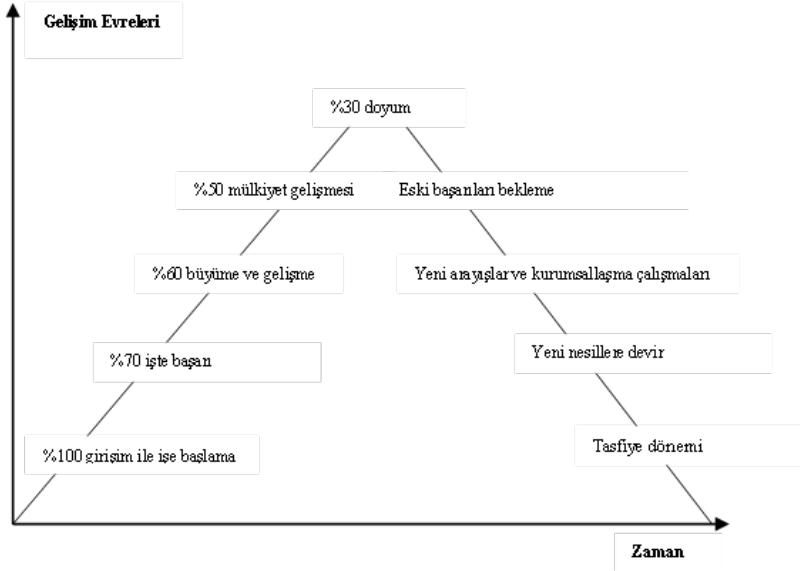 Gelişim Evreleri
%30 doyum
%50 mülkiyet gelişmesi
Eski başarıları bekleme
%60 büyüme ve gelişme
Yeni arayışlar ve kurumsallaşma çalışmaları
%70 işte başarı
Yeni nesillere devir
%100 girişim ile işe başlama
Tasfiye dönemi
Zaman